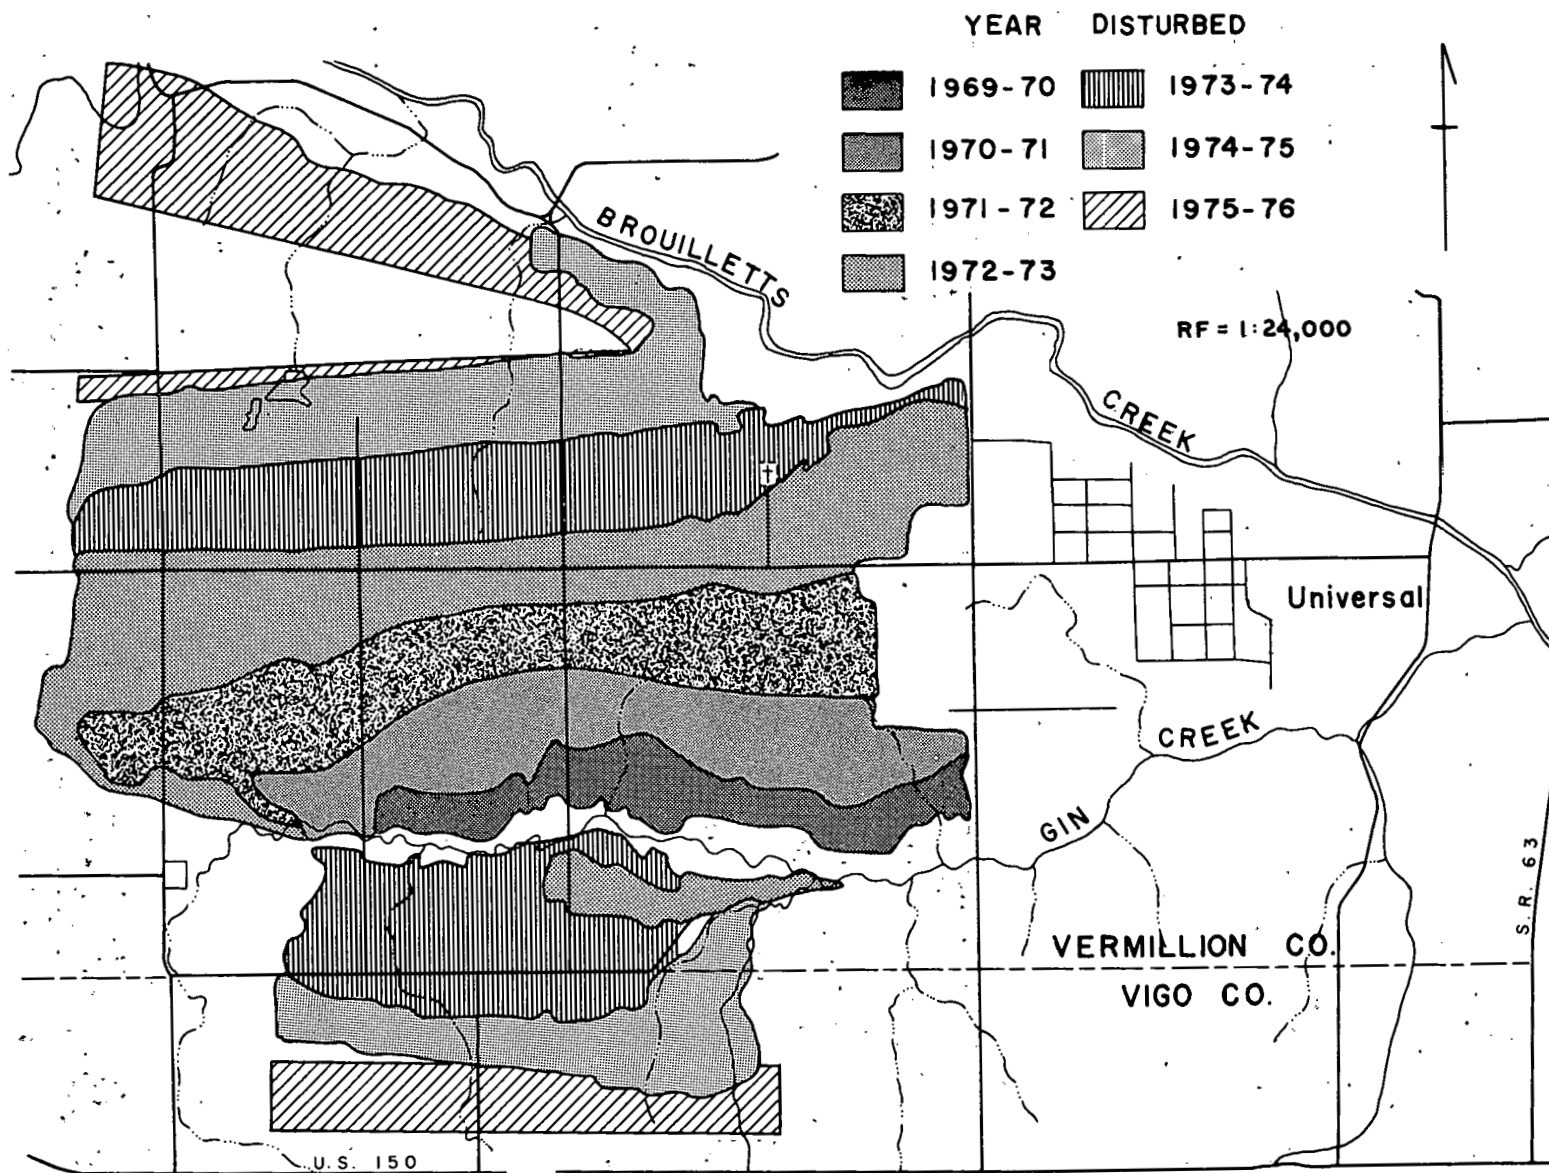 YEAR DISTURBED
1969-70 1973-74
1970-71 1974-75
1971-72 1975-76
1972-73
RF = 1:24,000
BROUILLETTS
CREEK
Universal
CREEK
GIN
S.R. 63
VERMILLION CO.
VIGO CO.
U.S. 150